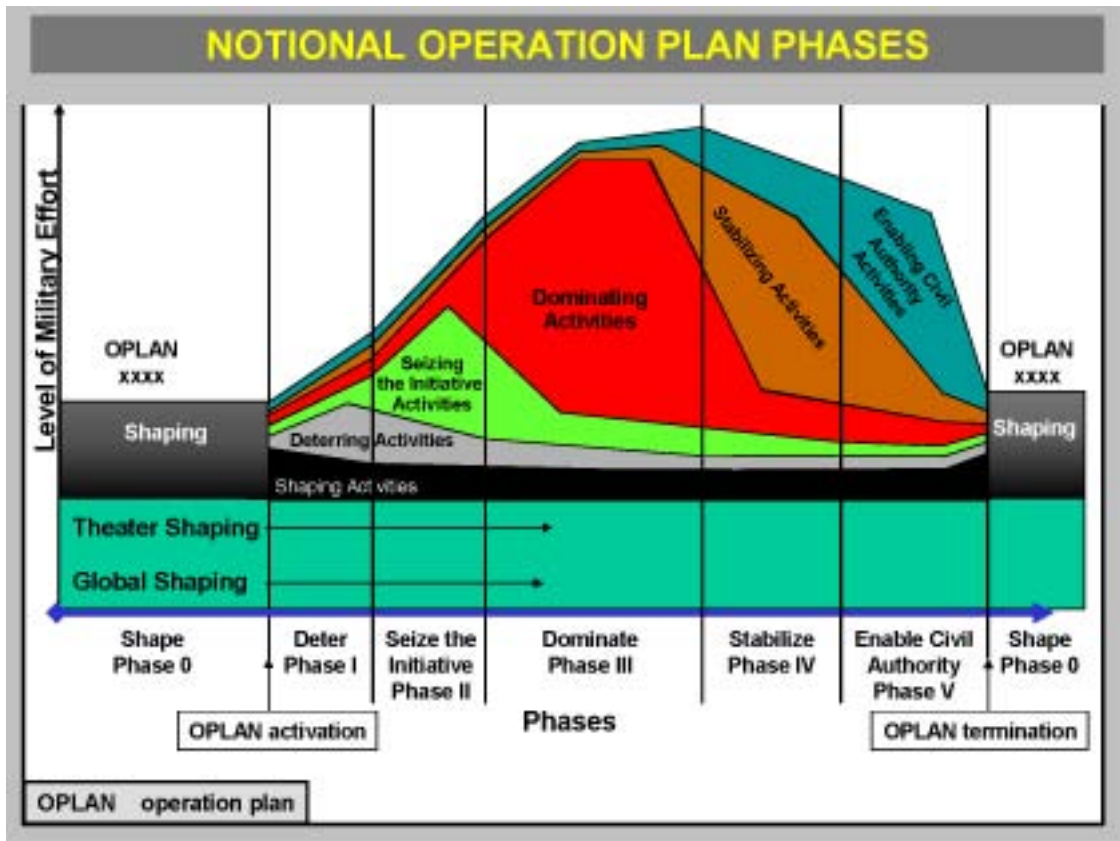 NOTIONAL OPERATION PLAN PHASES
Level of Military Effort
OPLAN
xxxx
Shaping
Enabling Civil
Authority
Activities
Stabilizing Activities
Dominating
Activities
Seizing
the Initiative
Activities
Deterring Activities
Shaping Activities
OPLAN
xxxx
Shaping
Theater Shaping
Global Shaping
Shape
Phase 0
Deter
Phase I
Seize the
Initiative
Phase II
Dominate
Phase III
Stabilize
Phase IV
Enable Civil
Authority
Phase V
Shape
Phase 0
OPLAN activation
Phases
OPLAN termination
OPLAN operation plan